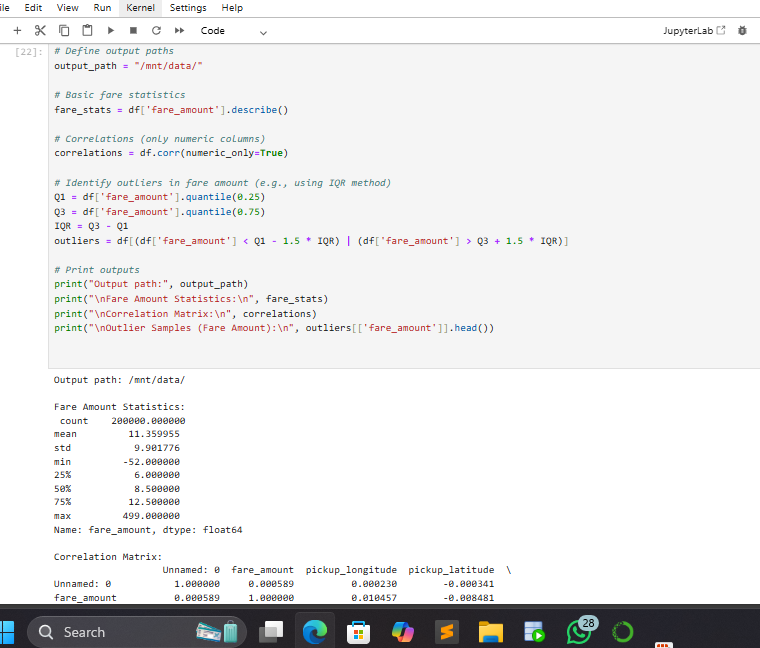 ile Edit View Run Kernel Settings Help
Code
JupyterLab
[22]:
# Define output paths
output_path = "/mnt/data/"
# Basic fare statistics
fare_stats = df['fare_amount'].describe()
# Correlations (only numeric columns)
correlations = df.corr(numeric_only=True)
# Identify outliers in fare amount (e.g., using IQR method)
Q1 = df['fare_amount'].quantile(0.25)
Q3 = df['fare_amount'].quantile(0.75)
IQR = Q3 - Q1
outliers = df[(df['fare_amount'] < Q1 - 1.5 * IQR) | (df['fare_amount'] > Q3 + 1.5 * IQR)]
# Print outputs
print("Output path:", output_path)
print("\nFare Amount Statistics:\n", fare_stats)
print("\nCorrelation Matrix:\n", correlations)
print("\nOutlier Samples (Fare Amount):\n", outliers[['fare_amount']].head())
Output path: /mnt/data/
Fare Amount Statistics:
count 200000.000000
mean 11.359955
std 9.901776
min -52.000000
25% 6.000000
50% 8.500000
75% 12.500000
max 499.000000
Name: fare_amount, dtype: float64
Correlation Matrix:
Unnamed: 0 fare_amount pickup_longitude pickup_latitude \
Unnamed: 0 1.000000 0.000589 0.000230 -0.000341
fare_amount 0.000589 1.000000 0.010457 -0.008481
Search
28